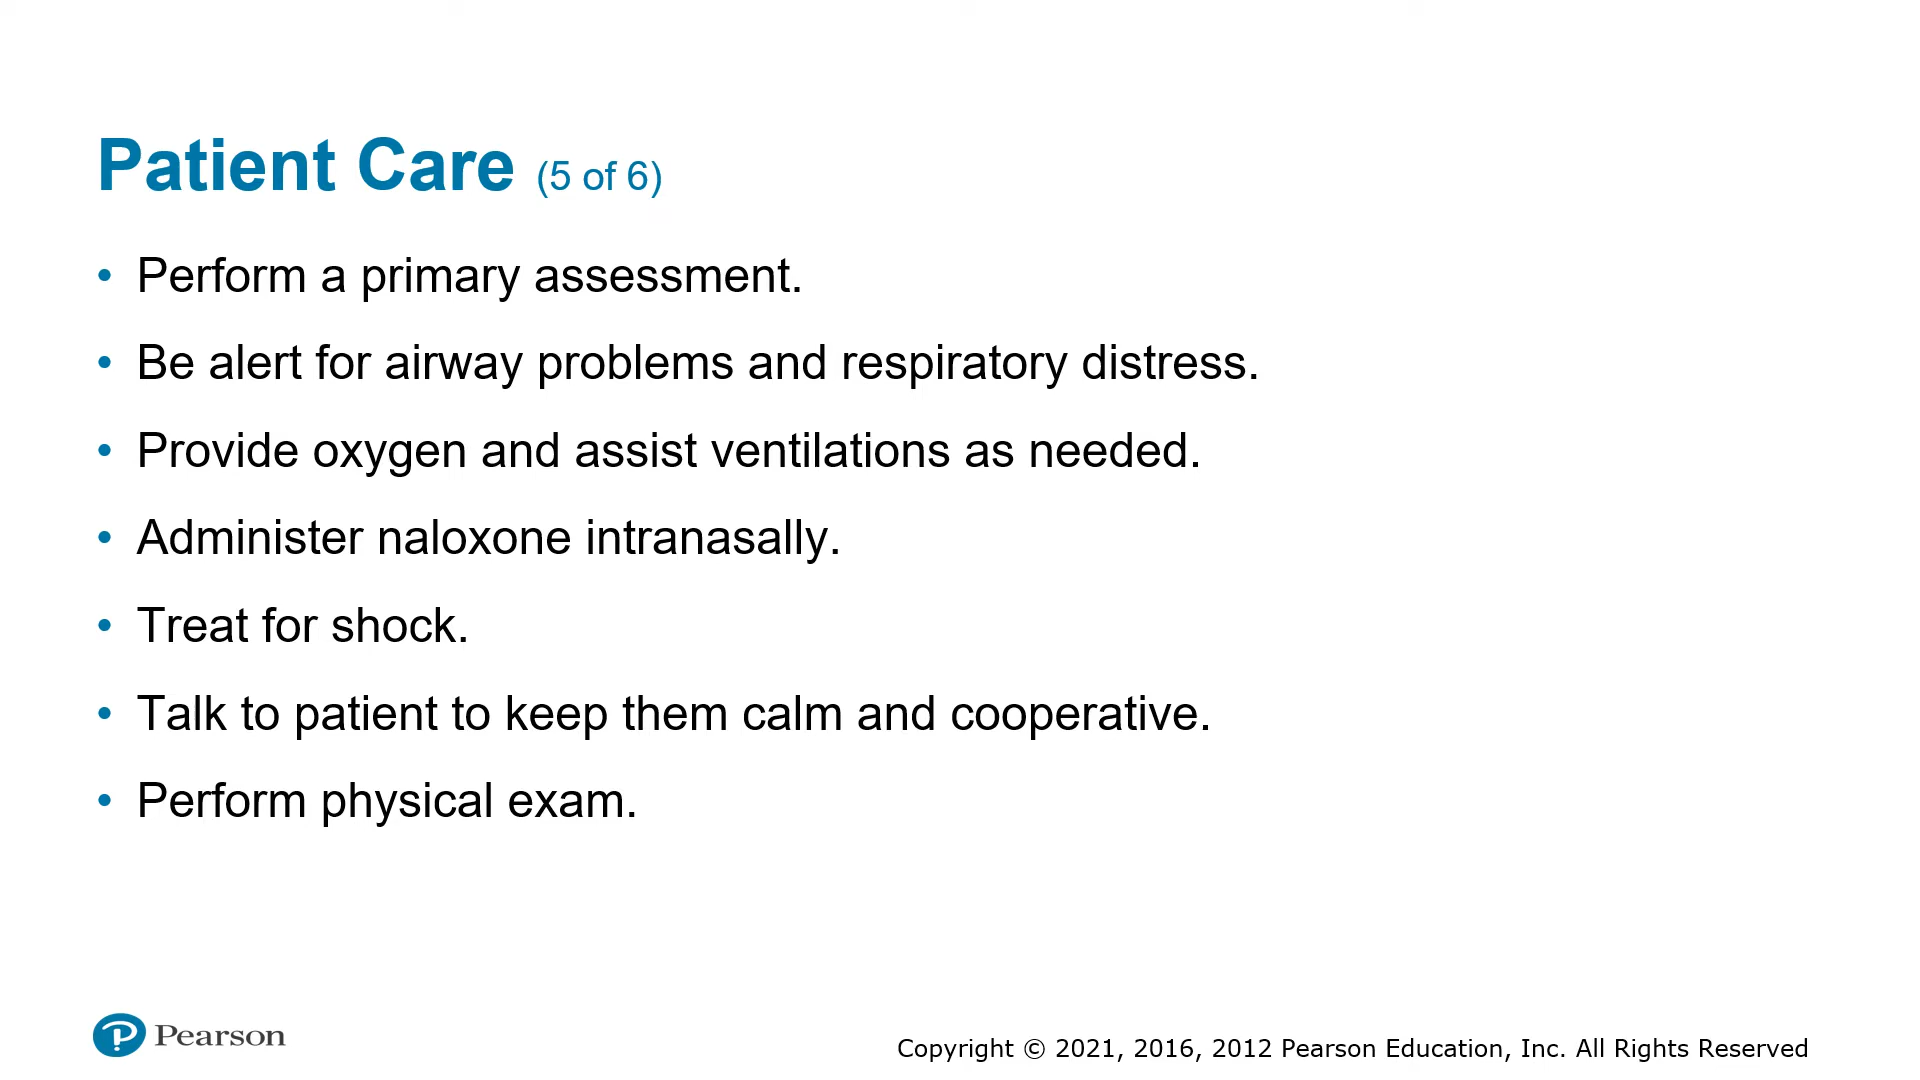 Patient Care (5 of 6)
• Perform a primary assessment.
• Be alert for airway problems and respiratory distress.
• Provide oxygen and assist ventilations as needed.
• Administer naloxone intranasally.
• Treat for shock.
• Talk to patient to keep them calm and cooperative.
• Perform physical exam.
Pearson
Copyright © 2021, 2016, 2012 Pearson Education, Inc. All Rights Reserved